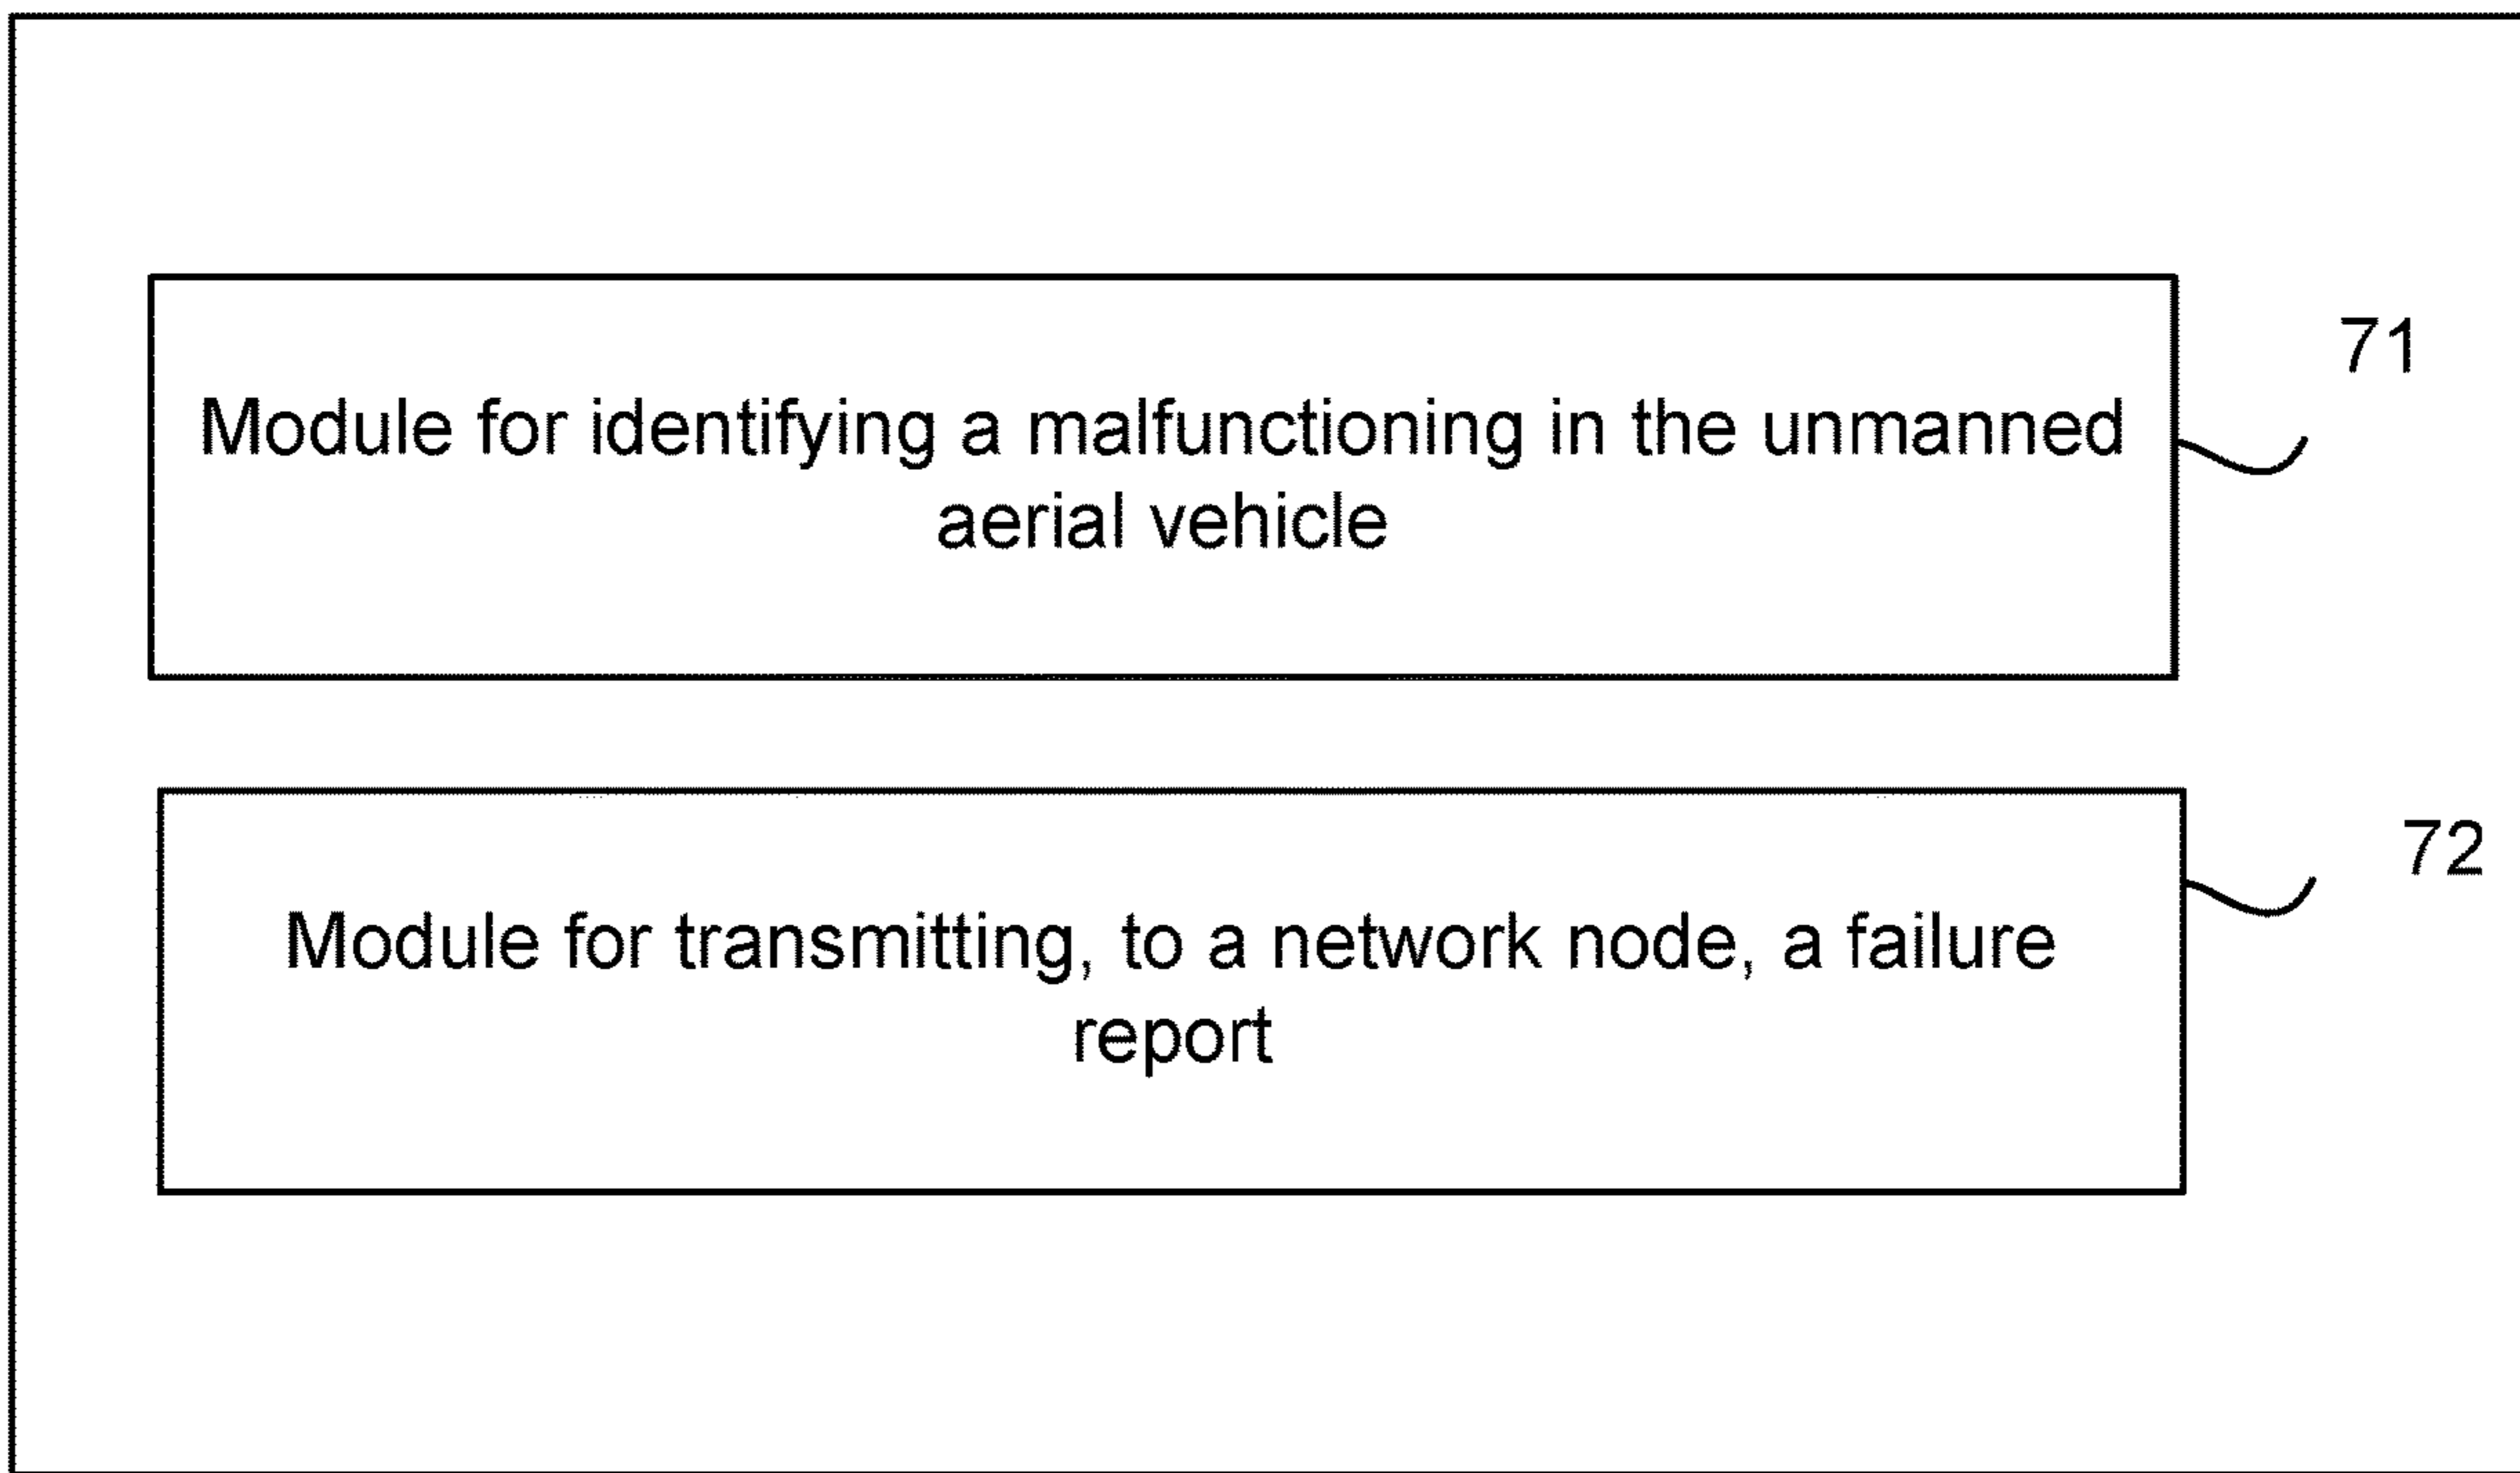 71
Module for identifying a malfunctioning in the unmanned
aerial vehicle
72
Module for transmitting, to a network node, a failure
report